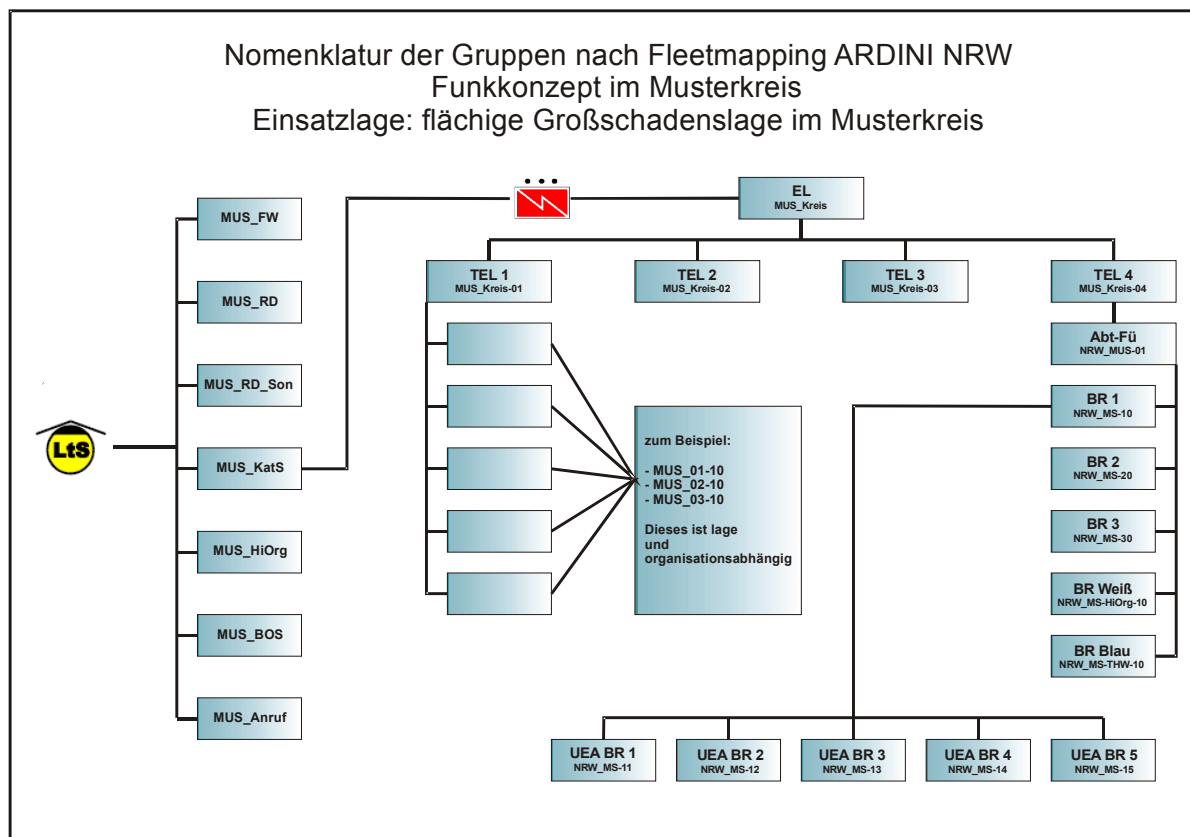 Nomenklatur der Gruppen nach Fleetmapping ARDINI NRW
Funkkonzept im Musterkreis
Einsatzlage: flächige Großschadenslage im Musterkreis
LtS
MUS_FW
MUS_RD
MUS_RD_Son
MUS_KatS
MUS_HiOrg
MUS_BOS
MUS_Anruf
EL
MUS_Kreis
TEL 1
MUS_Kreis-01
TEL 2
MUS_Kreis-02
TEL 3
MUS_Kreis-03
TEL 4
MUS_Kreis-04
zum Beispiel:
- MUS_01-10
- MUS_02-10
- MUS_03-10
Dieses ist lage
und
organisationsabhängig
Abt-Fü
NRW_MUS-01
BR 1
NRW_MS-10
BR 2
NRW_MS-20
BR 3
NRW_MS-30
BR Weiß
NRW_MS-HiOrg-10
BR Blau
NRW_MS-THW-10
UEA BR 1
NRW_MS-11
UEA BR 2
NRW_MS-12
UEA BR 3
NRW_MS-13
UEA BR 4
NRW_MS-14
UEA BR 5
NRW_MS-15